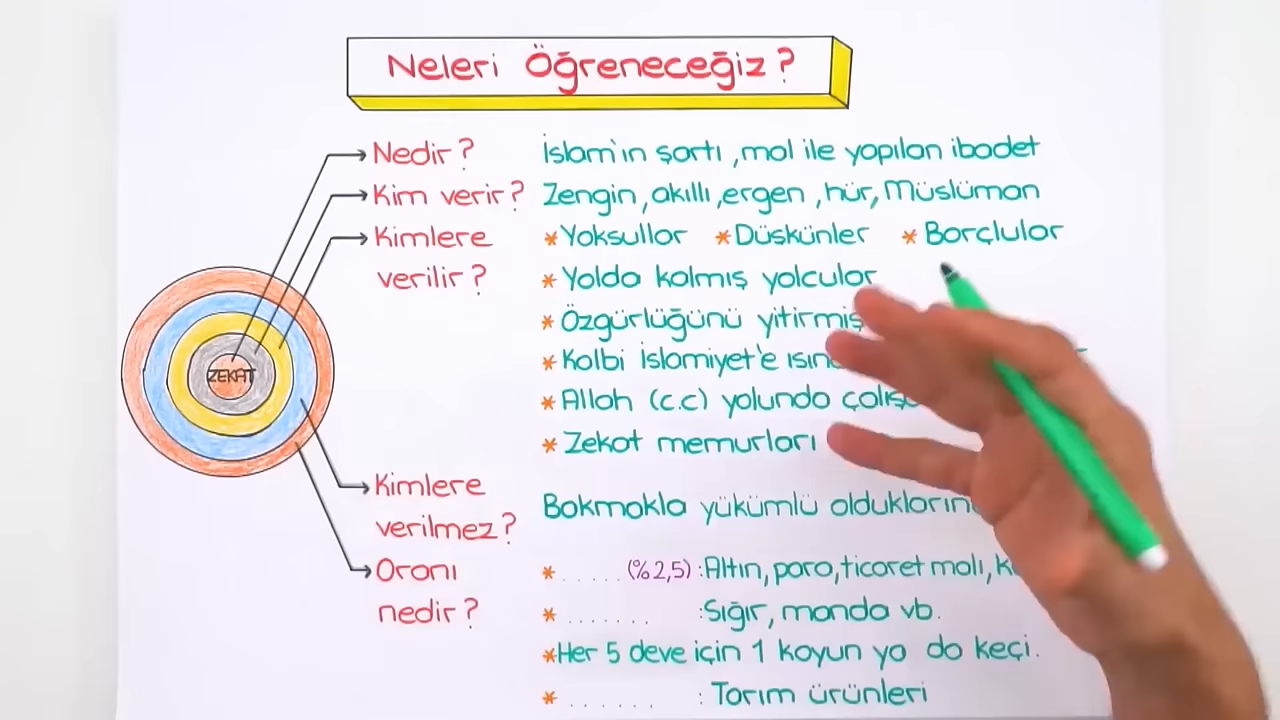 Neleri Öğreneceğiz?
Nedir? İslam'ın şartı, mal ile yapılan ibadet
Kim verir? Zengin, akıllı, ergen, hür, Müslüman
Kimlere verilir? * Yoksullar * Düşkünler * Borçlular
* Yolda kalmış yolcular
* Özgürlüğünü yitirmiş
* Kalbi İslamiyet'e
* Allah (c.c) yolunda
* Zekat memurları
ZEKAT
Kimlere verilmez? Bakmakla yükümlü
Oranı nedir? * ...... (%2,5) : Altın, para, ticaret malı,
* ....... : Sığır, manda vb.
* Her 5 deve için 1 koyun ya da keçi.
* ...... : Tarım ürünleri